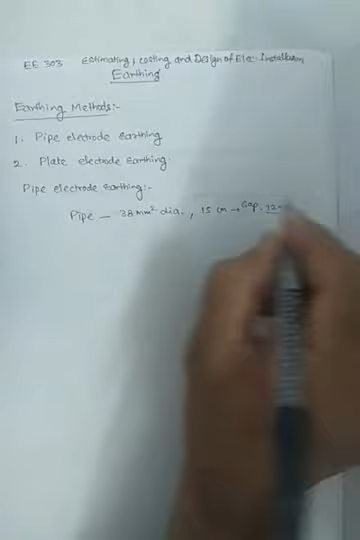 EE 303 Estimating, Costing and Design of Elec. Installation
Earthing
Earthing Methods:-
1. Pipe electrode earthing
2. Plate electrode earthing.
Pipe electrode Earthing:-
Pipe — 38 mm² dia., 15 cm → Gap. 12